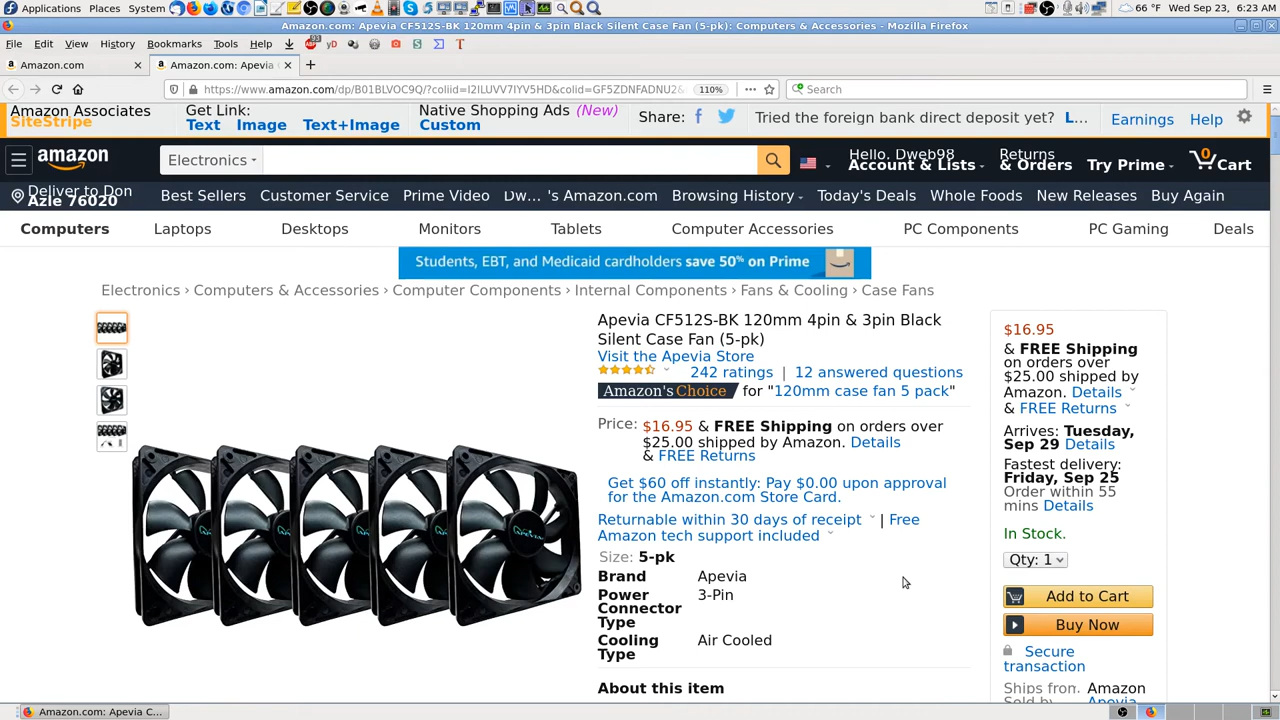 Applications Places System 66 °F Wed Sep 23, 6:23 AM
Amazon.com: Apevia CF512S-BK 120mm 4pin & 3pin Black Silent Case Fan (5-pk): Computers & Accessories - Mozilla Firefox
File Edit View History Bookmarks Tools Help
Amazon.com Amazon.com: Apevia
https://www.amazon.com/dp/B01BLVOC9Q/?coliid=I2ILUVV7IYV5HD&colid=GF5ZDNFADNU2& 110% Search
Amazon Associates
SiteStripe
Get Link:
Text Image Text+Image
Native Shopping Ads (New)
Custom
Share:
Tried the foreign bank direct deposit yet? L...
Earnings Help
amazon
Electronics
Hello, Dweb98
Account & Lists
Returns
& Orders
Try Prime
0
Cart
Deliver to Don
Azle 76020
Best Sellers Customer Service Prime Video Dw... 's Amazon.com Browsing History Today's Deals Whole Foods New Releases Buy Again
Computers Laptops Desktops Monitors Tablets Computer Accessories PC Components PC Gaming Deals
Students, EBT, and Medicaid cardholders save 50% on Prime
Electronics › Computers & Accessories › Computer Components › Internal Components › Fans & Cooling › Case Fans
Apevia CF512S-BK 120mm 4pin & 3pin Black
Silent Case Fan (5-pk)
Visit the Apevia Store
242 ratings | 12 answered questions
Amazon's Choice for "120mm case fan 5 pack"
Price: $16.95 & FREE Shipping on orders over
$25.00 shipped by Amazon. Details
& FREE Returns
Get $60 off instantly: Pay $0.00 upon approval
for the Amazon.com Store Card.
Returnable within 30 days of receipt | Free
Amazon tech support included
Size: 5-pk
Brand Apevia
Power
Connector
Type
3-Pin
Cooling
Type
Air Cooled
About this item
$16.95
& FREE Shipping
on orders over
$25.00 shipped by
Amazon. Details
& FREE Returns
Arrives: Tuesday,
Sep 29 Details
Fastest delivery:
Friday, Sep 25
Order within 55
mins Details
In Stock.
Qty: 1
Add to Cart
Buy Now
Secure
transaction
Ships from Amazon
Sold by Apevia
Amazon.com: Apevia C...